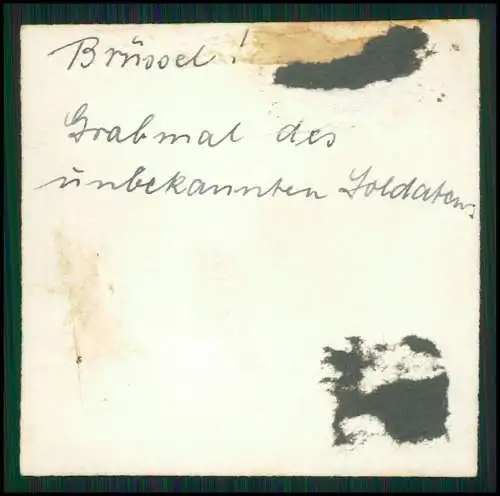 Brüssel!
Grabmal des
unbekannten Soldaten.